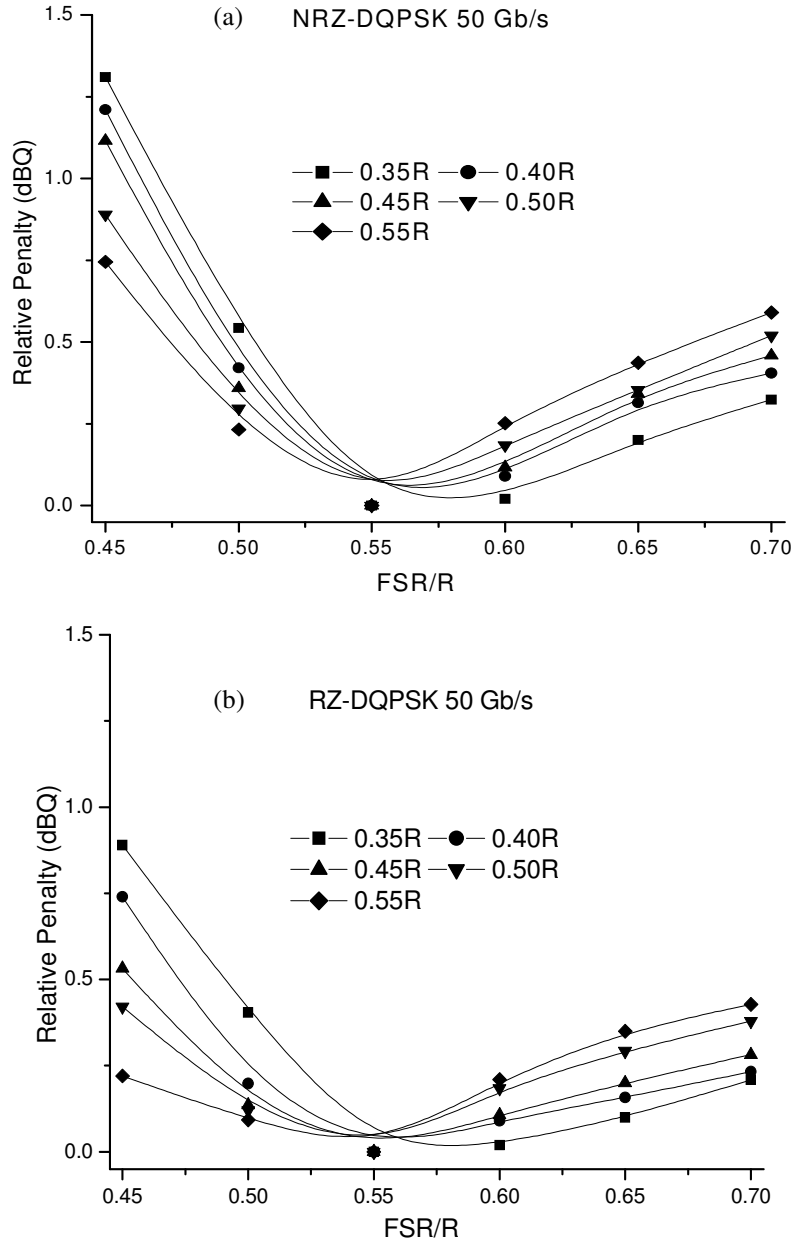 (a) NRZ-DQPSK 50 Gb/s
1.5
1.0
0.5
0.0
Relative Penalty (dBQ)
0.35R 0.40R
0.45R 0.50R
0.55R
0.45 0.50 0.55 0.60 0.65 0.70
FSR/R
(b) RZ-DQPSK 50 Gb/s
1.5
1.0
0.5
0.0
Relative Penalty (dBQ)
0.35R 0.40R
0.45R 0.50R
0.55R
0.45 0.50 0.55 0.60 0.65 0.70
FSR/R